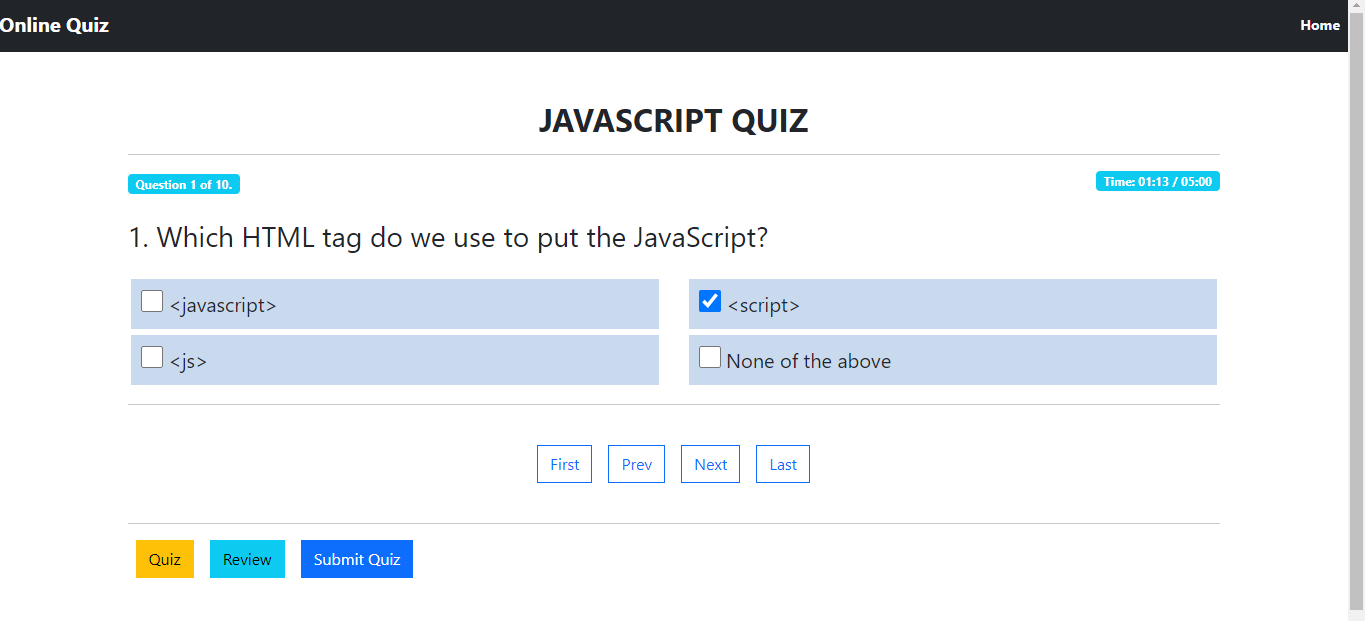 Online Quiz
Home
JAVASCRIPT QUIZ
Question 1 of 10.
Time: 01:13 / 05:00
1. Which HTML tag do we use to put the JavaScript?
<javascript>
<script>
<js>
None of the above
First
Prev
Next
Last
Quiz
Review
Submit Quiz